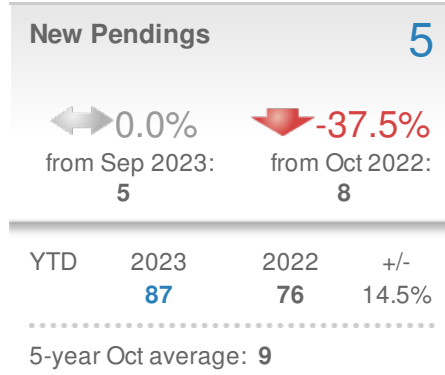 New Pendings 5
0.0% -37.5%
from Sep 2023: from Oct 2022:
5 8
YTD 2023 2022 +/-
87 76 14.5%
5-year Oct average: 9